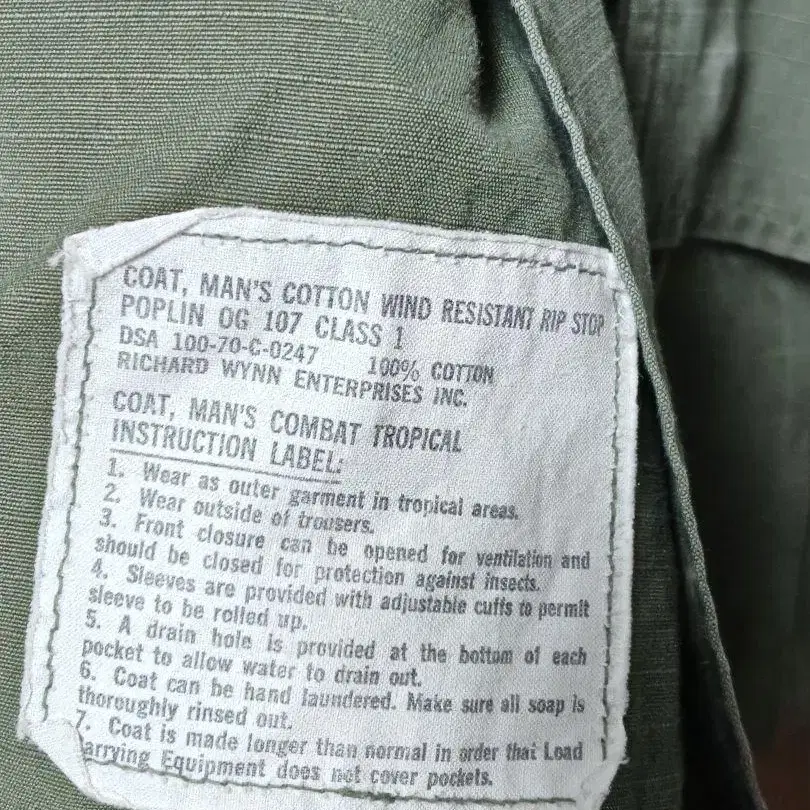 COAT, MAN'S COTTON WIND RESISTANT RIP STOP
POPLIN OG 107 CLASS 1
DSA 100-70-C-0247 100% COTTON
RICHARD WYNN ENTERPRISES INC.
COAT, MAN'S COMBAT TROPICAL
INSTRUCTION LABEL:
1. Wear as outer garment in tropical areas.
2. Wear outside of trousers.
3. Front closure can be opened for ventilation and
should be closed for protection against insects.
4. Sleeves are provided with adjustable cuffs to permit
sleeve to be rolled up.
5. A drain hole is provided at the bottom of each
pocket to allow water to drain out.
6. Coat can be hand laundered. Make sure all soap is
thoroughly rinsed out.
7. Coat is made longer than normal in order that Load
arrying Equipment does not cover pockets.